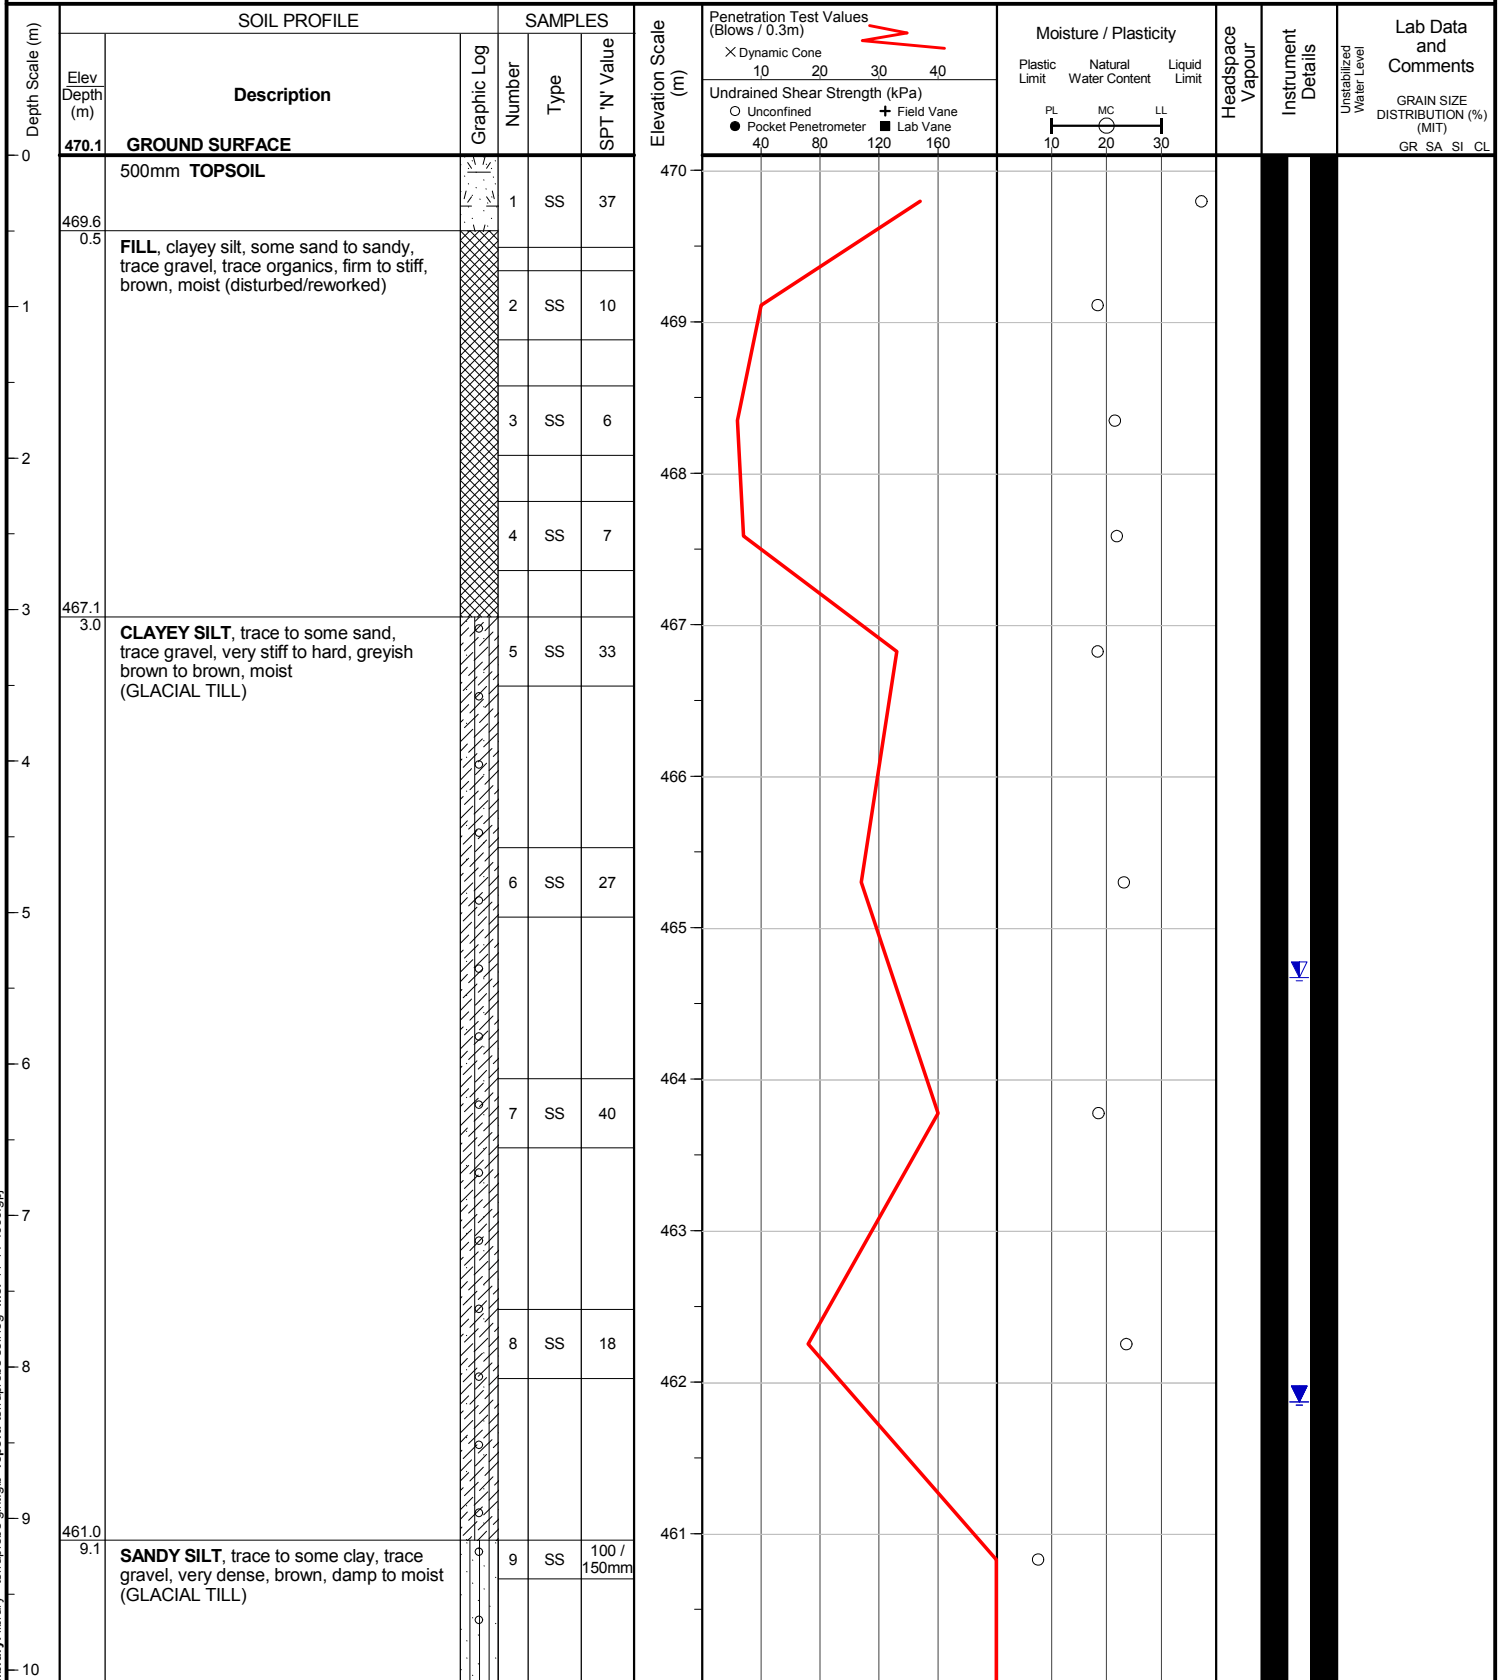 SOIL PROFILE
SAMPLES
Depth Scale (m)
Elev
Depth
(m)
Description
Graphic Log
Number
Type
SPT 'N' Value
Elevation Scale
(m)
Penetration Test Values
(Blows / 0.3m)
× Dynamic Cone
10 20 30 40
Undrained Shear Strength (kPa)
Unconfined
Field Vane
Pocket Penetrometer
Lab Vane
40 80 120 160
Moisture / Plasticity
Plastic
Limit
Natural
Water Content
Liquid
Limit
PL MC LL
10 20 30
Headspace
Vapour
Instrument
Details
Unstabilized
Water Level
Lab Data
and
Comments
GRAIN SIZE
DISTRIBUTION (%)
(MIT)
GR SA SI CL
470.1 GROUND SURFACE
0
500mm TOPSOIL
470
1 SS 37
469.6
0.5
FILL, clayey silt, some sand to sandy,
trace gravel, trace organics, firm to stiff,
brown, moist (disturbed/reworked)
1
2 SS 10
469
3 SS 6
2
468
4 SS 7
3
467.1
3.0
467
CLAYEY SILT, trace to some sand,
trace gravel, very stiff to hard, greyish
brown to brown, moist
(GLACIAL TILL)
5 SS 33
4
466
6 SS 27
5
465
6
464
7 SS 40
7
463
8 SS 18
8
462
9
461.0
9.1
461
SANDY SILT, trace to some clay, trace
gravel, very dense, brown, damp to moist
(GLACIAL TILL)
9 SS 100 /
150mm
10